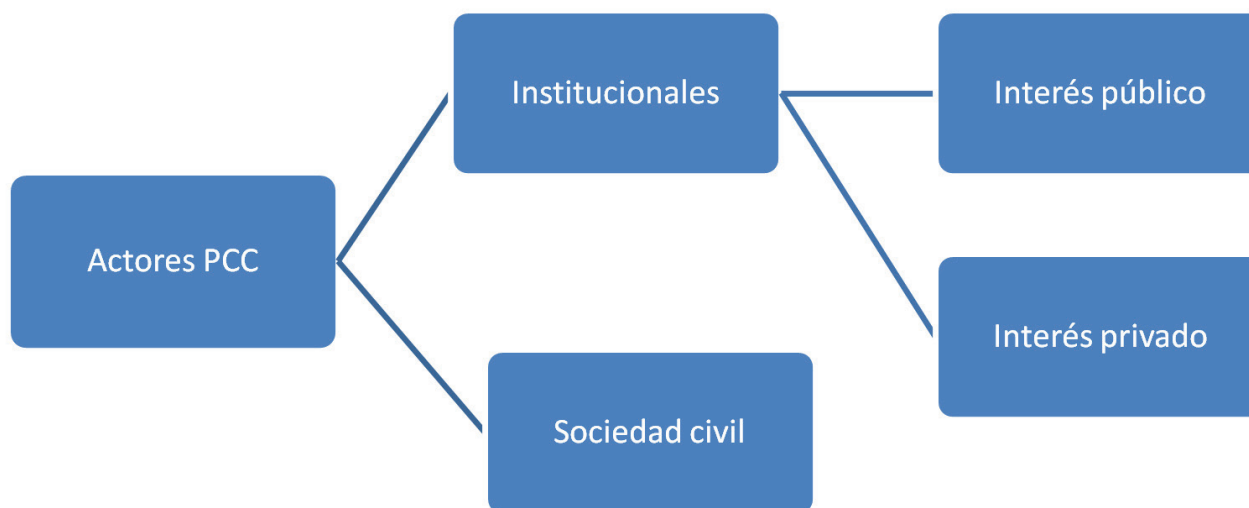 Actores PCC
Institucionales
Sociedad civil
Interés público
Interés privado